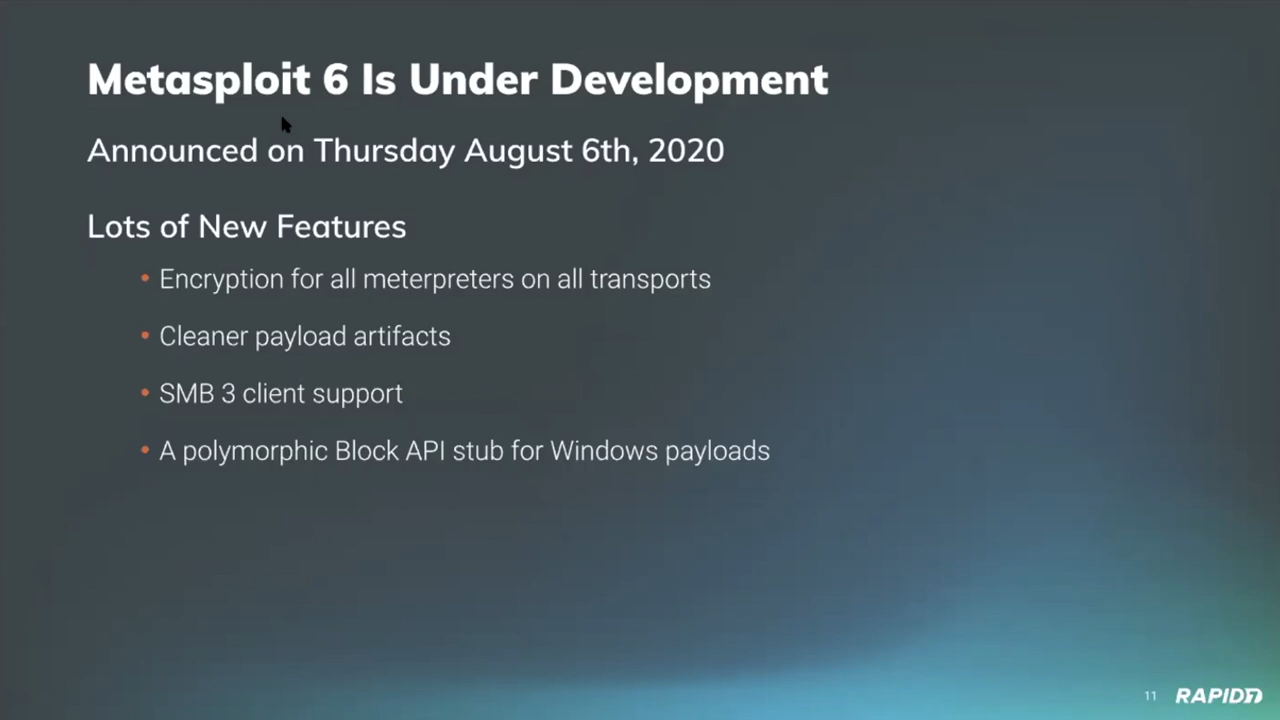 Metasploit 6 Is Under Development
Announced on Thursday August 6th, 2020
Lots of New Features
• Encryption for all meterpreters on all transports
• Cleaner payload artifacts
• SMB 3 client support
• A polymorphic Block API stub for Windows payloads
11 RAPID7